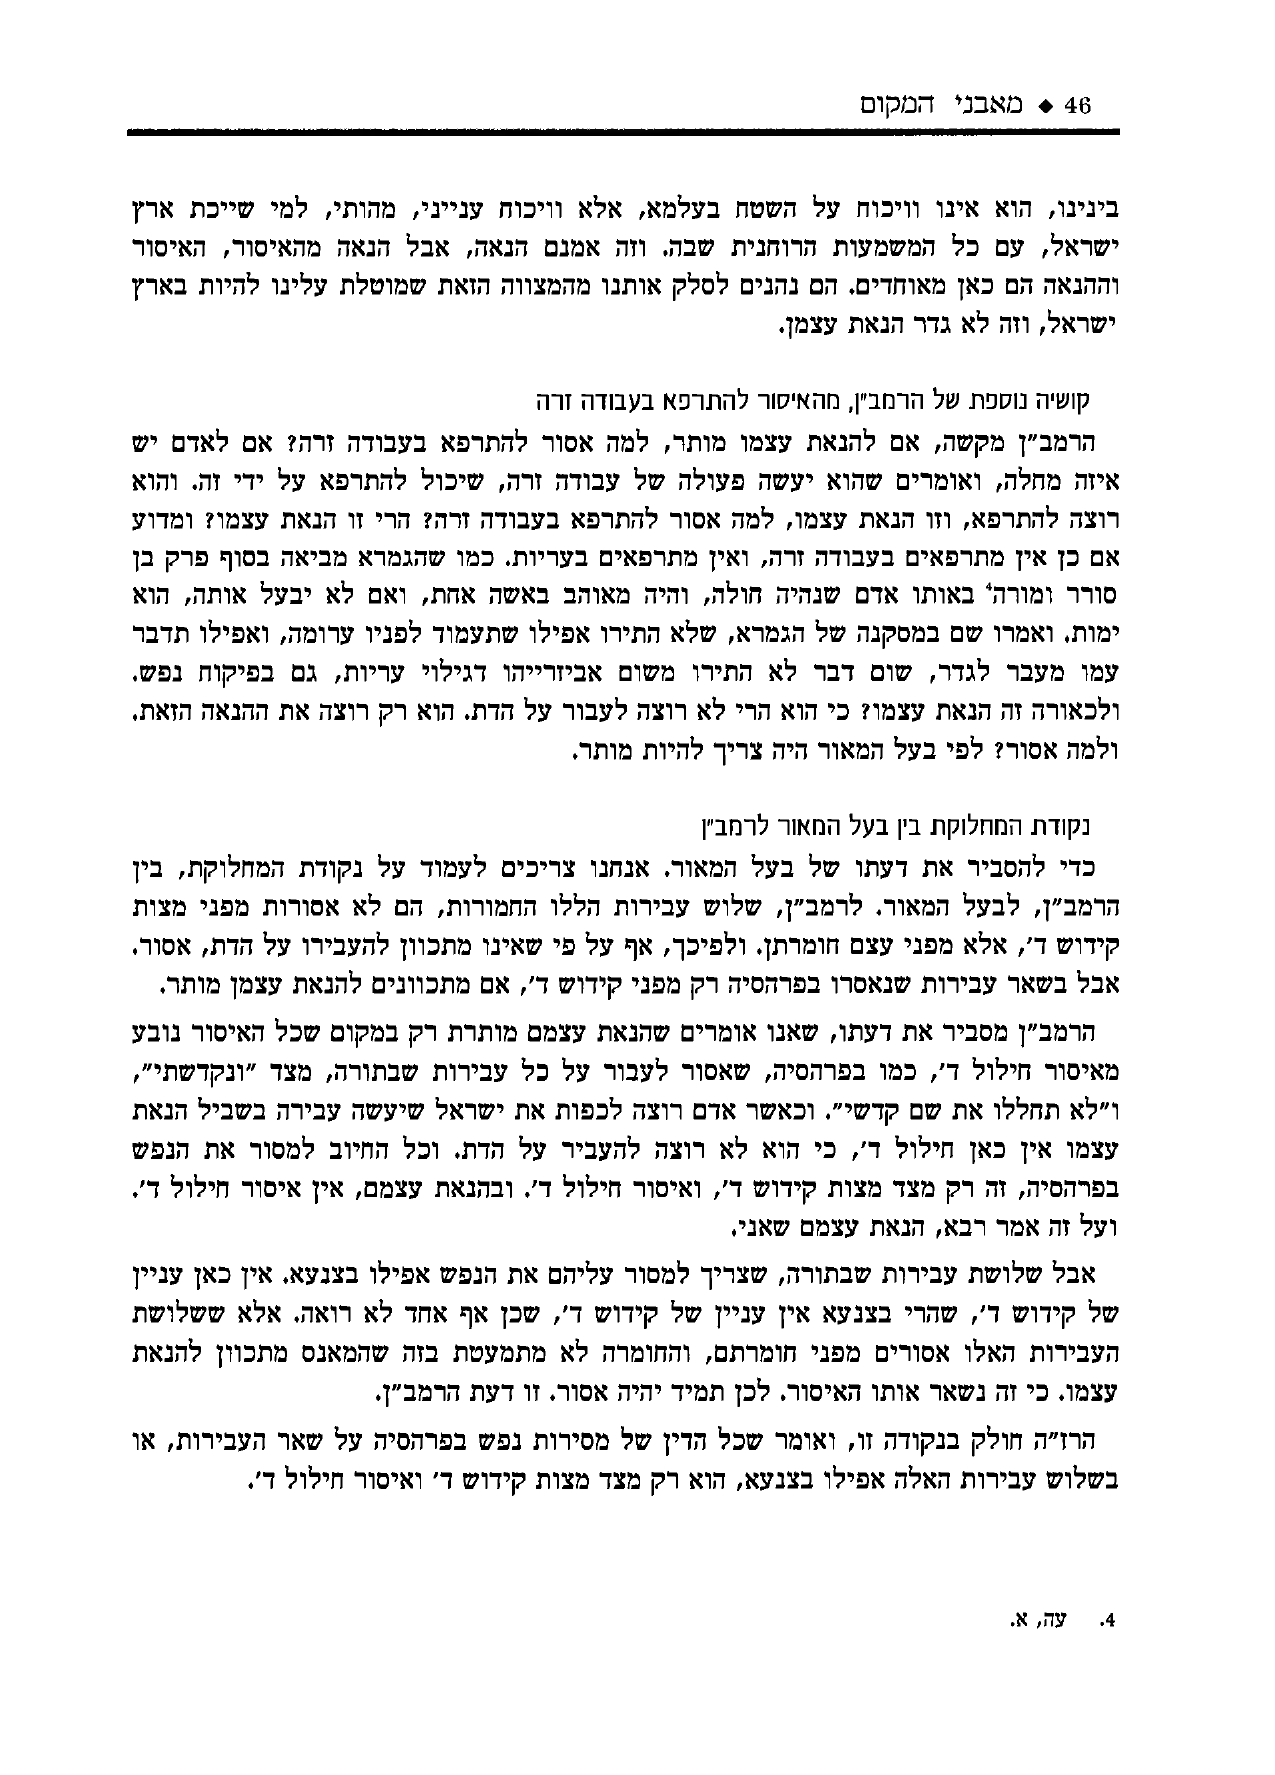 46 ◆ מאבני המקום
בינינו, הוא אינו וויכוח על השטח בעלמא, אלא וויכוח ענייני, מהותי, למי שייכת ארץ
ישראל, עם כל המשמעות הרוחנית שבה. וזה אמנם הנאה, אבל הנאה מהאיסור, האיסור
וההנאה הם כאן מאוחדים. הם נהנים לסלק אותנו מהמצווה הזאת שמוטלת עלינו להיות בארץ
ישראל, וזה לא גדר הנאת עצמן.
קושיה נוספת של הרמב"ן, מהאיסור להתרפא בעבודה זרה
הרמב"ן מקשה, אם להנאת עצמו מותר, למה אסור להתרפא בעבודה זרה? אם לאדם יש
איזה מחלה, ואומרים שהוא יעשה פעולה של עבודה זרה, שיכול להתרפא על ידי זה. והוא
רוצה להתרפא, וזו הנאת עצמו, למה אסור להתרפא בעבודה זרה? הרי זו הנאת עצמו? ומדוע
אם כן אין מתרפאים בעבודה זרה, ואין מתרפאים בעריות. כמו שהגמרא מביאה בסוף פרק בן
סורר ומורה⁴ באותו אדם שנהיה חולה, והיה מאוהב באשה אחת, ואם לא יבעל אותה, הוא
ימות. ואמרו שם במסקנה של הגמרא, שלא התירו אפילו שתעמוד לפניו ערומה, ואפילו תדבר
עמו מעבר לגדר, שום דבר לא התירו משום אביזרייהו דגילוי עריות, גם בפיקוח נפש.
ולכאורה זה הנאת עצמו? כי הוא הרי לא רוצה לעבור על הדת. הוא רק רוצה את ההנאה הזאת.
ולמה אסור? לפי בעל המאור היה צריך להיות מותר.
נקודת המחלוקת בין בעל המאור לרמב"ן
כדי להסביר את דעתו של בעל המאור. אנחנו צריכים לעמוד על נקודת המחלוקת, בין
הרמב"ן, לבעל המאור. לרמב"ן, שלוש עבירות הללו החמורות, הם לא אסורות מפני מצות
קידוש ד', אלא מפני עצם חומרתן. ולפיכך, אף על פי שאינו מתכוון להעבירו על הדת, אסור.
אבל בשאר עבירות שנאסרו בפרהסיה רק מפני קידוש ד', אם מתכוונים להנאת עצמן מותר.
הרמב"ן מסביר את דעתו, שאנו אומרים שהנאת עצמם מותרת רק במקום שכל האיסור נובע
מאיסור חילול ד', כמו בפרהסיה, שאסור לעבור על כל עבירות שבתורה, מצד "ונקדשתי",
ו"לא תחללו את שם קדשי". וכאשר אדם רוצה לכפות את ישראל שיעשה עבירה בשביל הנאת
עצמו אין כאן חילול ד', כי הוא לא רוצה להעביר על הדת. וכל החיוב למסור את הנפש
בפרהסיה, זה רק מצד מצות קידוש ד', ואיסור חילול ד'. ובהנאת עצמם, אין איסור חילול ד'.
ועל זה אמר רבא, הנאת עצמם שאני.
אבל שלושת עבירות שבתורה, שצריך למסור עליהם את הנפש אפילו בצנעא. אין כאן עניין
של קידוש ד', שהרי בצנעא אין עניין של קידוש ד', שכן אף אחד לא רואה. אלא ששלושת
העבירות האלו אסורים מפני חומרתם, והחומרה לא מתמעטת בזה שהמאנס מתכווין להנאת
עצמו. כי זה נשאר אותו האיסור. לכן תמיד יהיה אסור. זו דעת הרמב"ן.
הרז"ה חולק בנקודה זו, ואומר שכל הדין של מסירות נפש בפרהסיה על שאר העבירות, או
בשלוש עבירות האלה אפילו בצנעא, הוא רק מצד מצות קידוש ד' ואיסור חילול ד'.
4. עה, א.